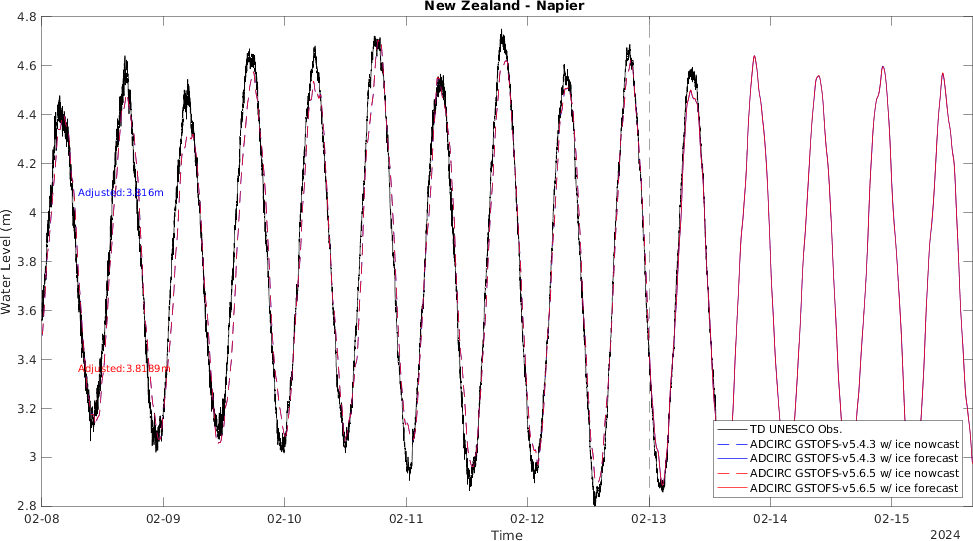 New Zealand - Napier
4.8
4.6
4.4
4.2
4
3.8
3.6
3.4
3.2
3
2.8
Water Level (m)
Adjusted:3.816m
Adjusted:3.8189m
TD UNESCO Obs.
ADCIRC GSTOFS-v5.4.3 w/ ice nowcast
ADCIRC GSTOFS-v5.4.3 w/ ice forecast
ADCIRC GSTOFS-v5.6.5 w/ ice nowcast
ADCIRC GSTOFS-v5.6.5 w/ ice forecast
02-08 02-09 02-10 02-11 02-12 02-13 02-14 02-15
Time
2024